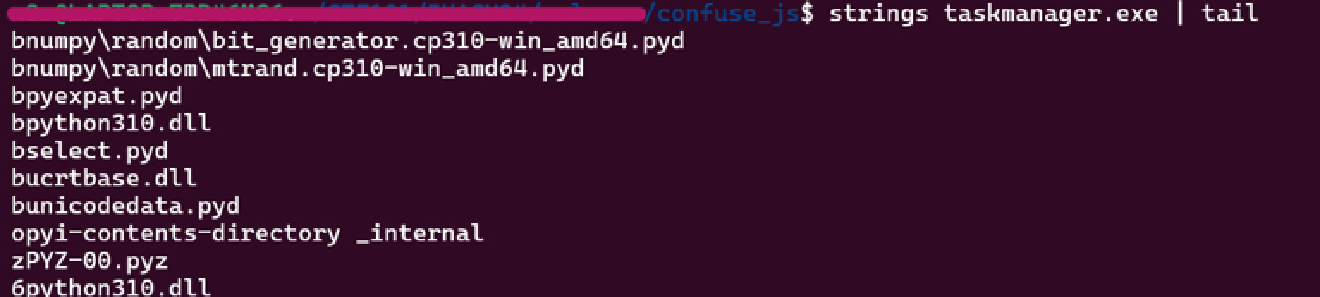 /confuse_js$ strings taskmanager.exe | tail
bnumpy\random\bit_generator.cp310-win_amd64.pyd
bnumpy\random\mtrand.cp310-win_amd64.pyd
bpyexpat.pyd
bpython310.dll
bselect.pyd
bucrtbase.dll
bunicodedata.pyd
opyi-contents-directory _internal
zPYZ-00.pyz
6python310.dll